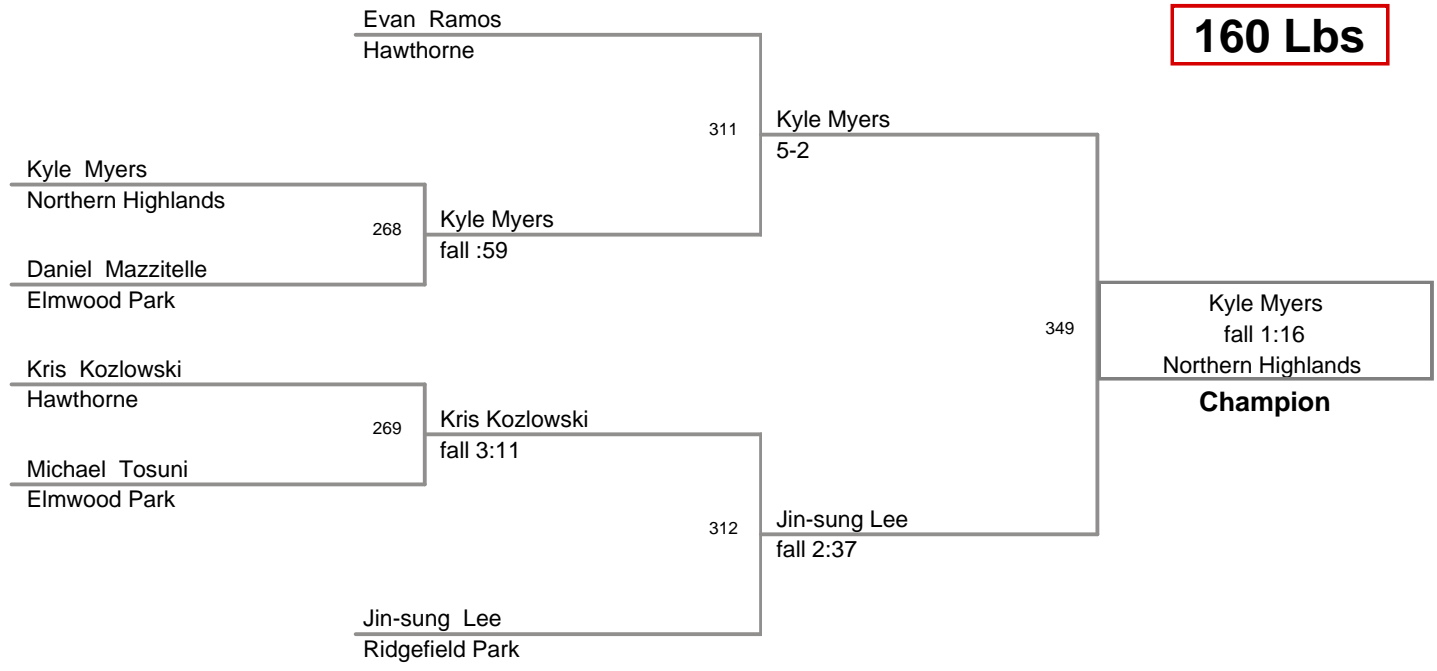 Evan Ramos
Hawthorne
160 Lbs
311
Kyle Myers
5-2
Kyle Myers
Northern Highlands
268
Kyle Myers
fall :59
Daniel Mazzitelle
Elmwood Park
349
Kyle Myers
fall 1:16
Northern Highlands
Champion
Kris Kozlowski
Hawthorne
269
Kris Kozlowski
fall 3:11
Michael Tosuni
Elmwood Park
312
Jin-sung Lee
fall 2:37
Jin-sung Lee
Ridgefield Park